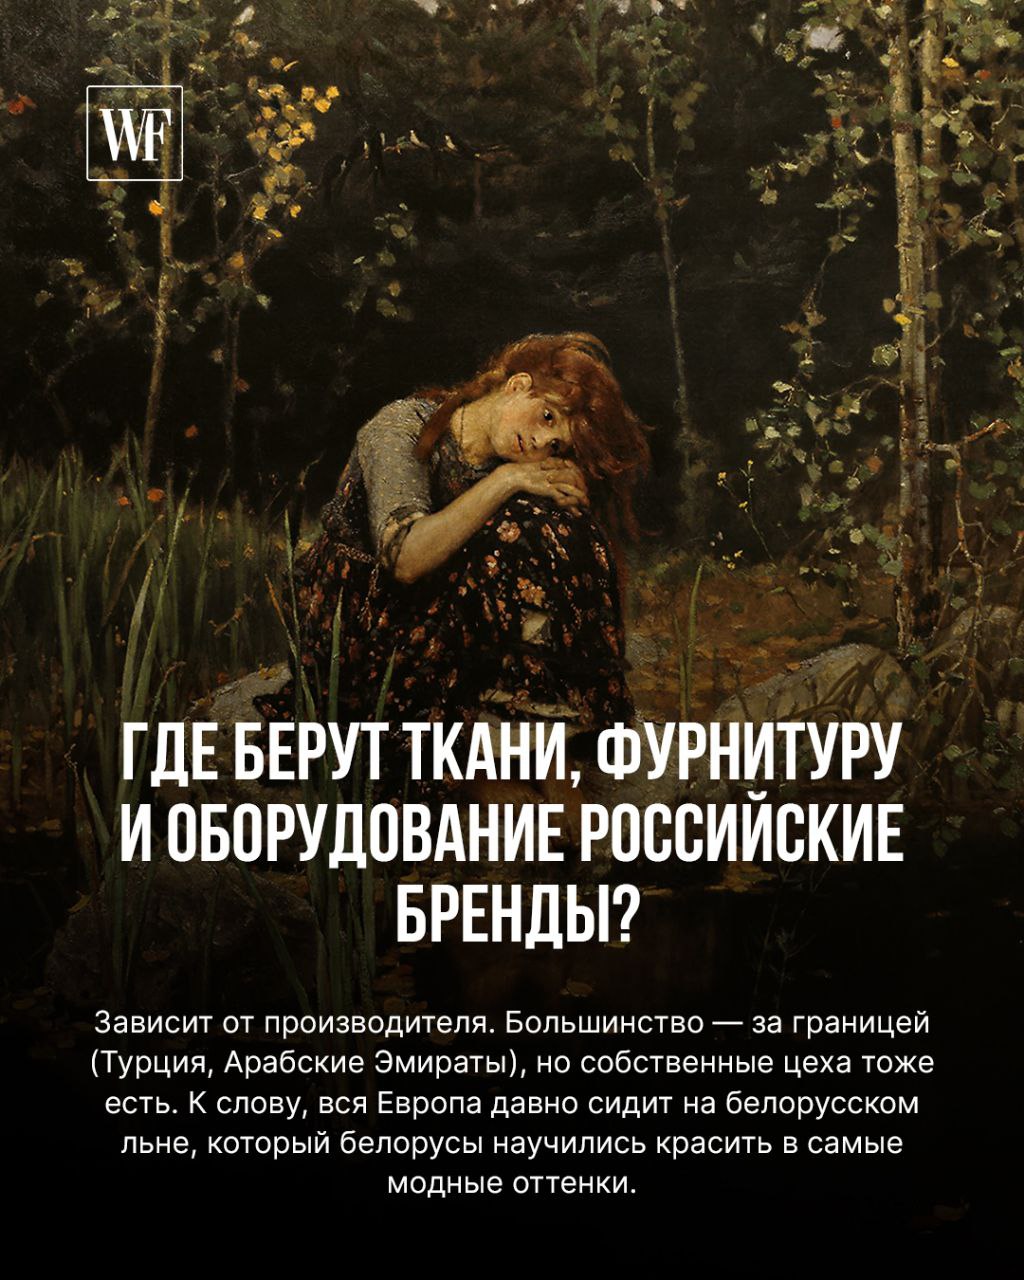 WF
ГДЕ БЕРУТ ТКАНИ, ФУРНИТУРУ
И ОБОРУДОВАНИЕ РОССИЙСКИЕ
БРЕНДЫ?
Зависит от производителя. Большинство — за границей
(Турция, Арабские Эмираты), но собственные цеха тоже
есть. К слову, вся Европа давно сидит на белорусском
льне, который белорусы научились красить в самые
модные оттенки.